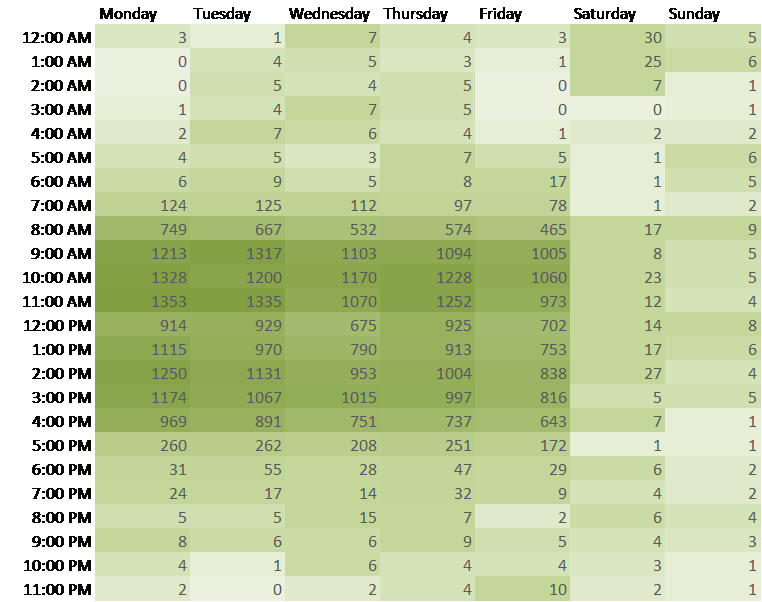 Monday Tuesday Wednesday Thursday Friday Saturday Sunday
12:00 AM 3 1 7 4 3 30 5
1:00 AM 0 4 5 3 1 25 6
2:00 AM 0 5 4 5 0 7 1
3:00 AM 1 4 7 5 0 0 1
4:00 AM 2 7 6 4 1 2 2
5:00 AM 4 5 3 7 5 1 6
6:00 AM 6 9 5 8 17 1 5
7:00 AM 124 125 112 97 78 1 2
8:00 AM 749 667 532 574 465 17 9
9:00 AM 1213 1317 1103 1094 1005 8 5
10:00 AM 1328 1200 1170 1228 1060 23 5
11:00 AM 1353 1335 1070 1252 973 12 4
12:00 PM 914 929 675 925 702 14 8
1:00 PM 1115 970 790 913 753 17 6
2:00 PM 1250 1131 953 1004 838 27 4
3:00 PM 1174 1067 1015 997 816 5 5
4:00 PM 969 891 751 737 643 7 1
5:00 PM 260 262 208 251 172 1 1
6:00 PM 31 55 28 47 29 6 2
7:00 PM 24 17 14 32 9 4 2
8:00 PM 5 5 15 7 2 6 4
9:00 PM 8 6 6 9 5 4 3
10:00 PM 4 1 6 4 4 3 1
11:00 PM 2 0 2 4 10 2 1